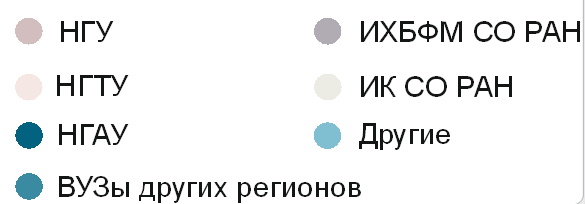 НГУ
ИХБФМ СО РАН
НГТУ
ИК СО РАН
НГАУ
Другие
ВУЗы других регионов